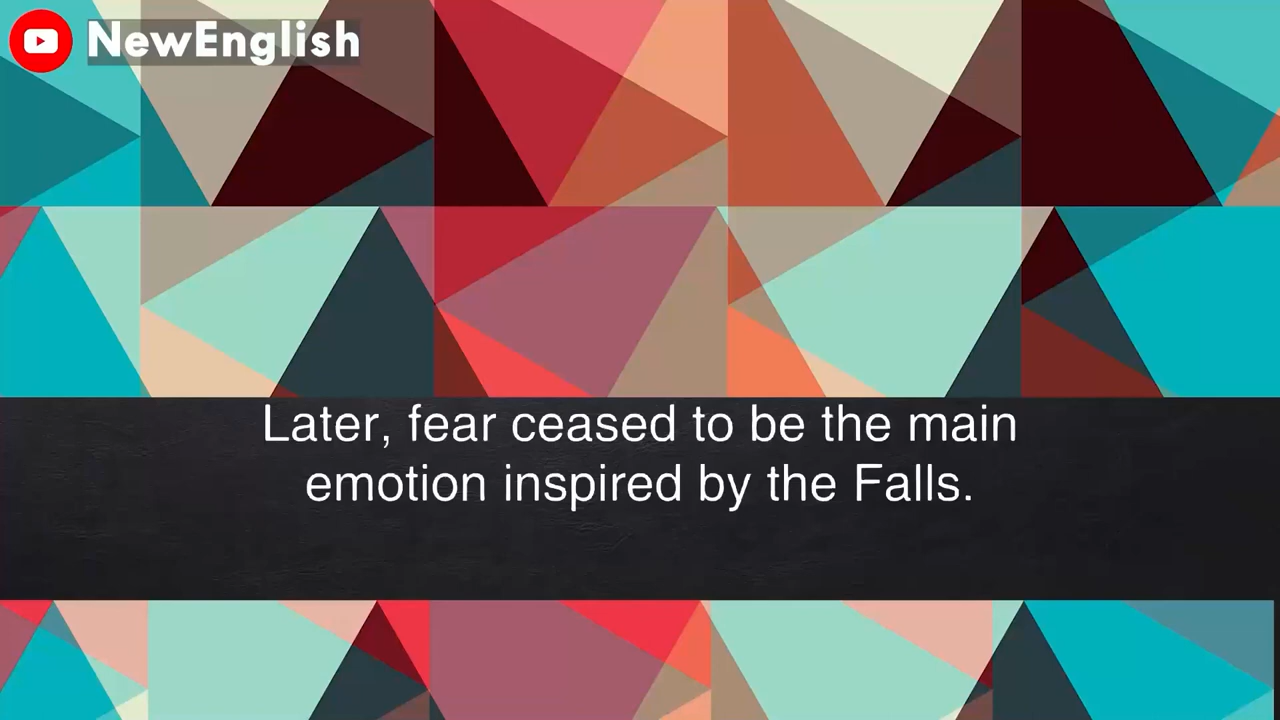 NewEnglish
Later, fear ceased to be the main
emotion inspired by the Falls.